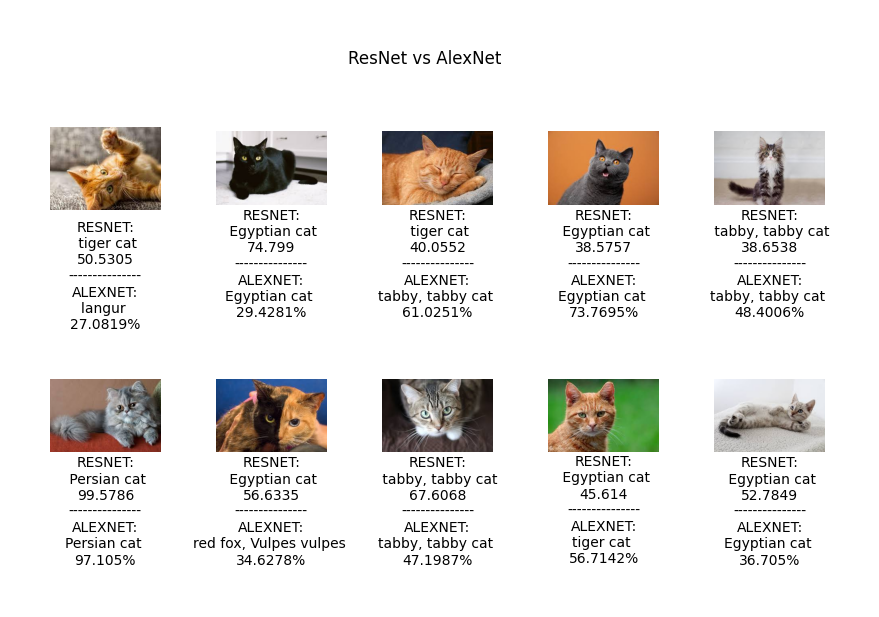 ResNet vs AlexNet
RESNET:
tiger cat
50.5305
---------------
ALEXNET:
langur
27.0819%
RESNET:
Egyptian cat
74.799
---------------
ALEXNET:
Egyptian cat
29.4281%
RESNET:
tiger cat
40.0552
---------------
ALEXNET:
tabby, tabby cat
61.0251%
RESNET:
Egyptian cat
38.5757
---------------
ALEXNET:
Egyptian cat
73.7695%
RESNET:
tabby, tabby cat
38.6538
---------------
ALEXNET:
tabby, tabby cat
48.4006%
RESNET:
Persian cat
99.5786
---------------
ALEXNET:
Persian cat
97.105%
RESNET:
Egyptian cat
56.6335
---------------
ALEXNET:
red fox, Vulpes vulpes
34.6278%
RESNET:
tabby, tabby cat
67.6068
---------------
ALEXNET:
tabby, tabby cat
47.1987%
RESNET:
Egyptian cat
45.614
---------------
ALEXNET:
tiger cat
56.7142%
RESNET:
Egyptian cat
52.7849
---------------
ALEXNET:
Egyptian cat
36.705%